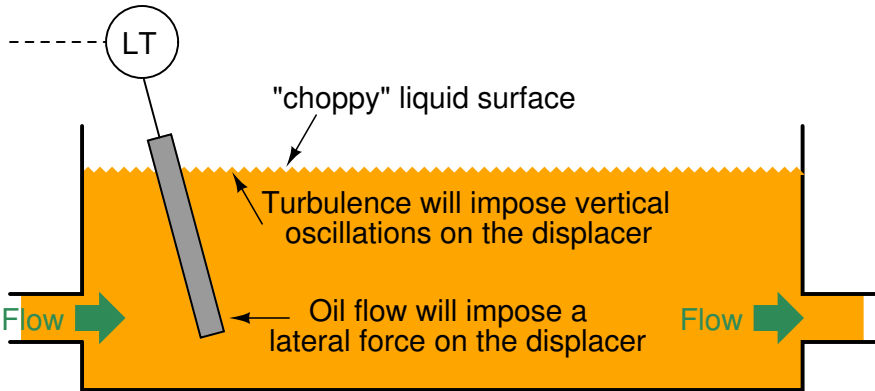 LT
"choppy" liquid surface
Turbulence will impose vertical
oscillations on the displacer
Flow
Oil flow will impose a
lateral force on the displacer
Flow